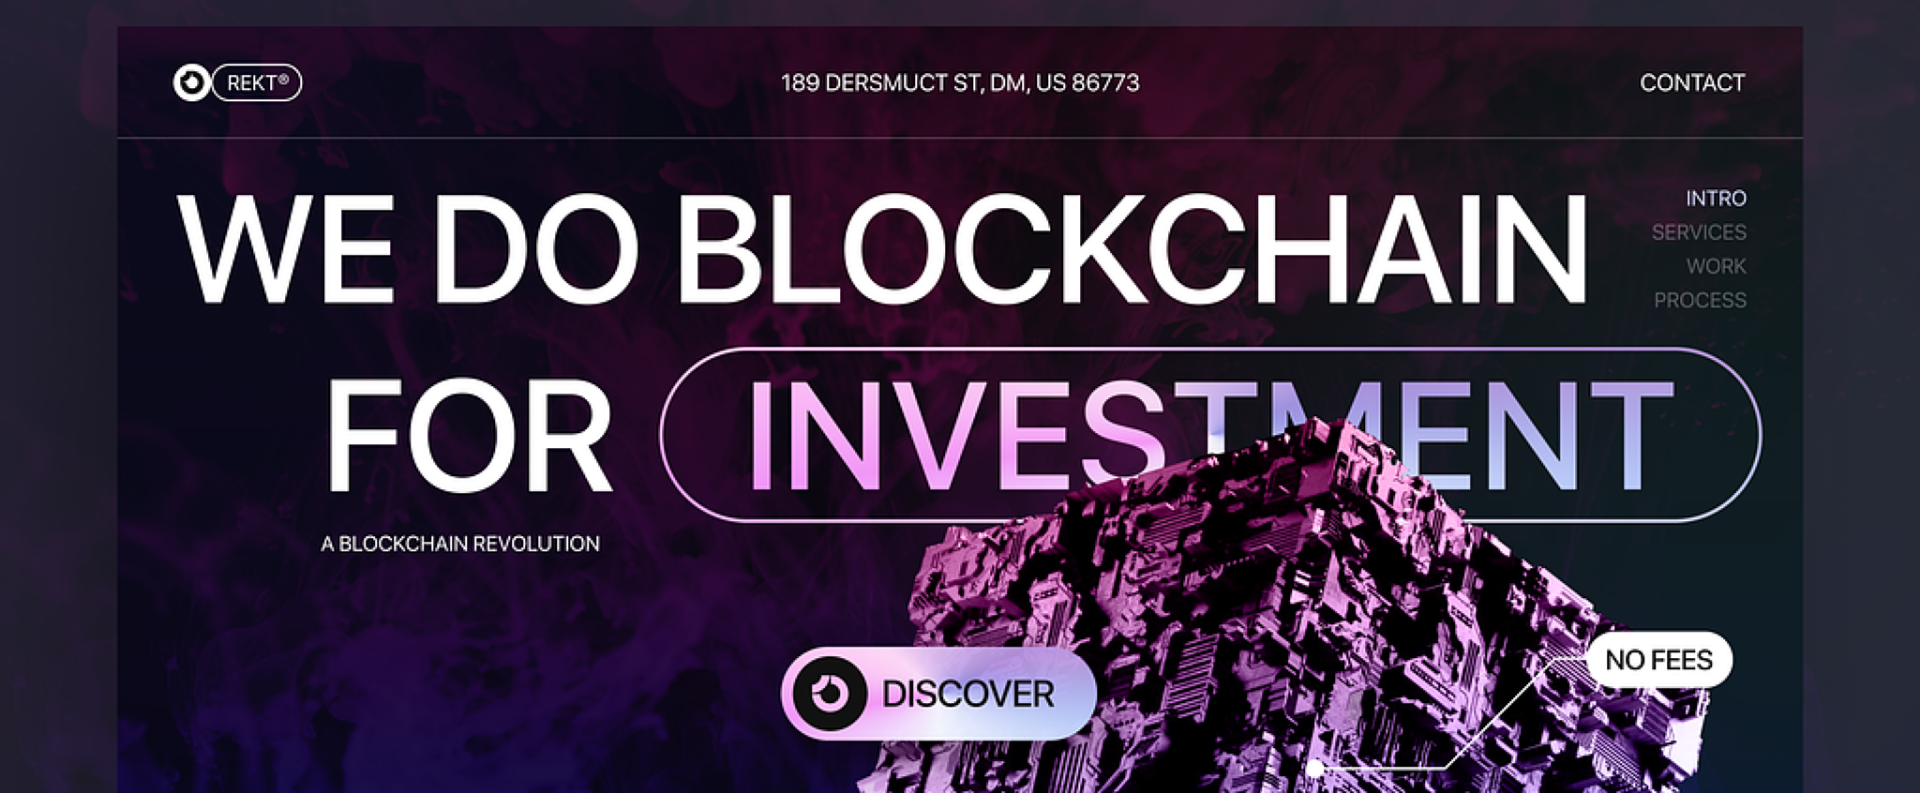 REKT®
189 DERSMUCT ST, DM, US 86773
CONTACT
WE DO BLOCKCHAIN
INTRO
SERVICES
WORK
PROCESS
FOR INVESTMENT
A BLOCKCHAIN REVOLUTION
DISCOVER
NO FEES